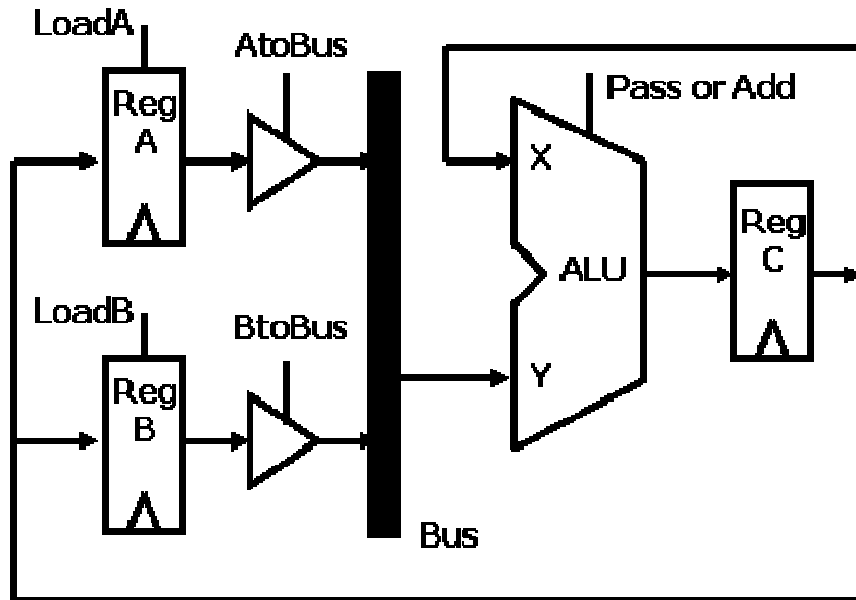 LoadA
AtoBus
Pass or Add
Reg
A
X
Reg
C
ALU
LoadB
BtoBus
Reg
B
Y
Bus